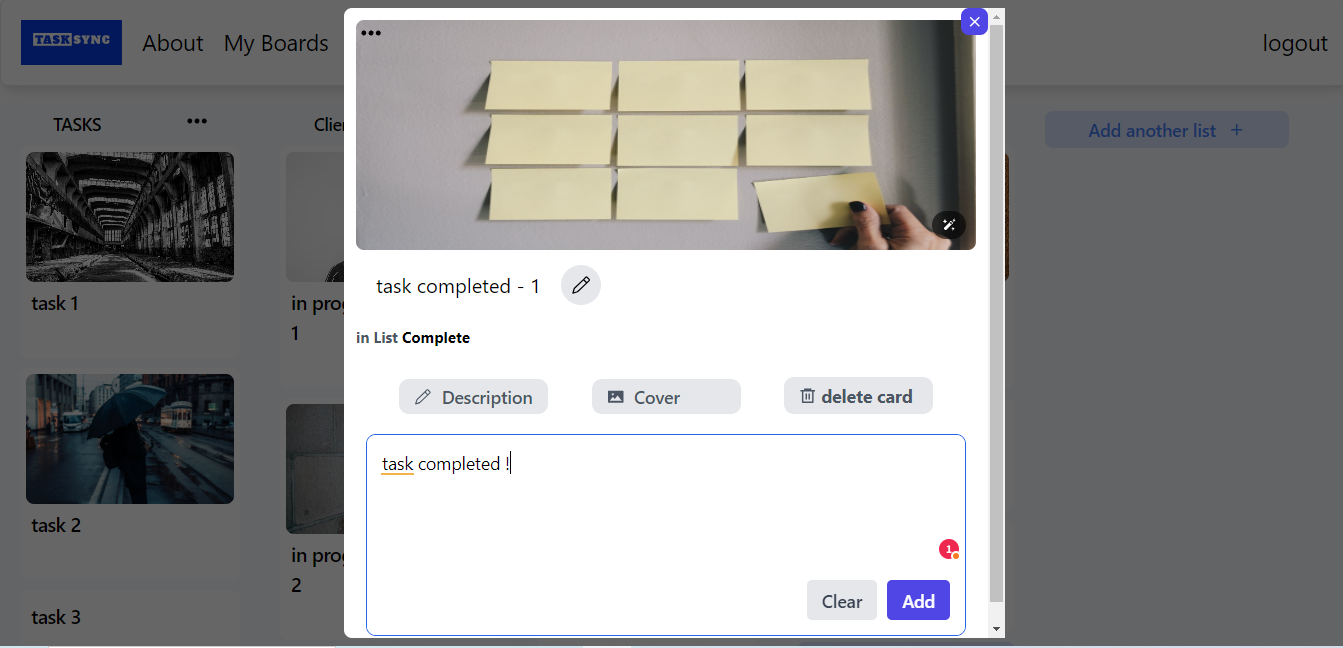 TASKSYNC
About
My Boards
logout
TASKS
Add another list +
task 1
in prog
1
task 2
in prog
2
task 3
task completed - 1
in List Complete
Description
Cover
delete card
task completed !
1
Clear
Add